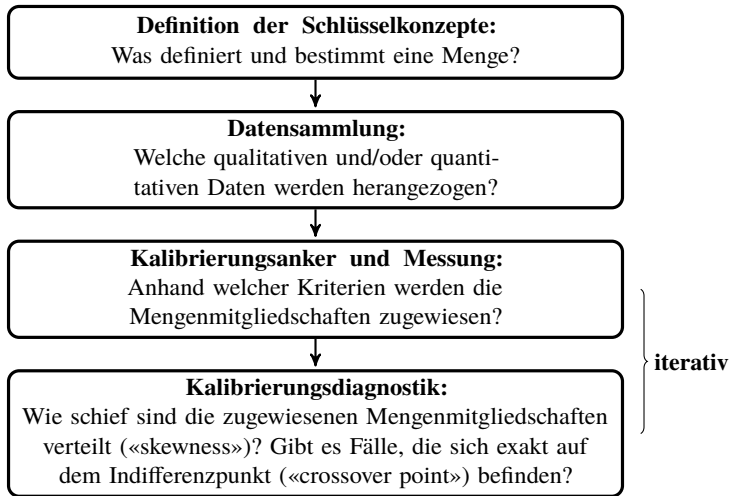 Definition der Schlüsselkonzepte:
Was definiert und bestimmt eine Menge?
Datensammlung:
Welche qualitativen und/oder quanti-
tativen Daten werden herangezogen?
Kalibrierungsanker und Messung:
Anhand welcher Kriterien werden die
Mengenmitgliedschaften zugewiesen?
iterativ
Kalibrierungsdiagnostik:
Wie schief sind die zugewiesenen Mengenmitgliedschaften
verteilt («skewness»)? Gibt es Fälle, die sich exakt auf
dem Indifferenzpunkt («crossover point») befinden?